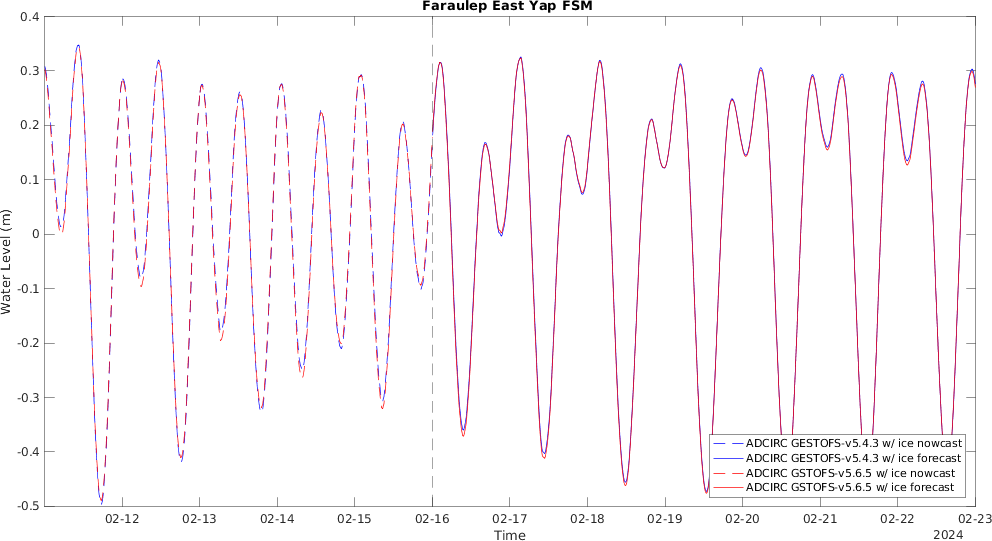 Faraulep East Yap FSM
0.4
0.3
0.2
0.1
0
-0.1
-0.2
-0.3
-0.4
-0.5
Water Level (m)
ADCIRC GESTOFS-v5.4.3 w/ ice nowcast
ADCIRC GESTOFS-v5.4.3 w/ ice forecast
ADCIRC GSTOFS-v5.6.5 w/ ice nowcast
ADCIRC GSTOFS-v5.6.5 w/ ice forecast
02-12 02-13 02-14 02-15 02-16 02-17 02-18 02-19 02-20 02-21 02-22 02-23
Time
2024